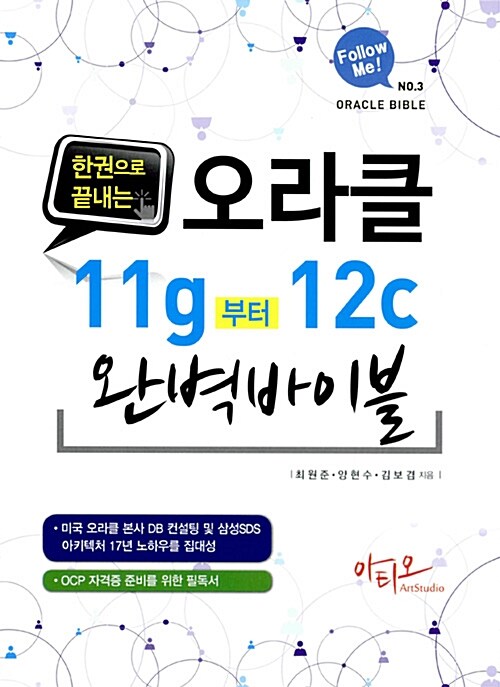 Follow
Me!
NO.3
ORACLE BIBLE
한권으로
끝내는
오라클
11g 부터 12c
완벽바이블
최원준·양현수·김보겸 지음
• 미국 오라클 본사 DB 컨설팅 및 삼성SDS
아키텍처 17년 노하우를 집대성
• OCP 자격증 준비를 위한 필독서
아티오
ArtStudio